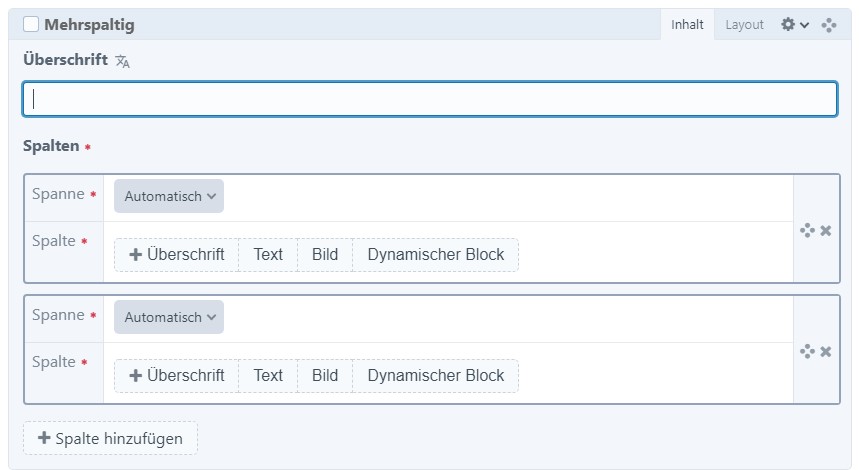 Mehrspaltig Inhalt Layout
Überschrift
Spalten *
Spanne * Automatisch
Spalte * + Überschrift Text Bild Dynamischer Block
Spanne * Automatisch
Spalte * + Überschrift Text Bild Dynamischer Block
+ Spalte hinzufügen